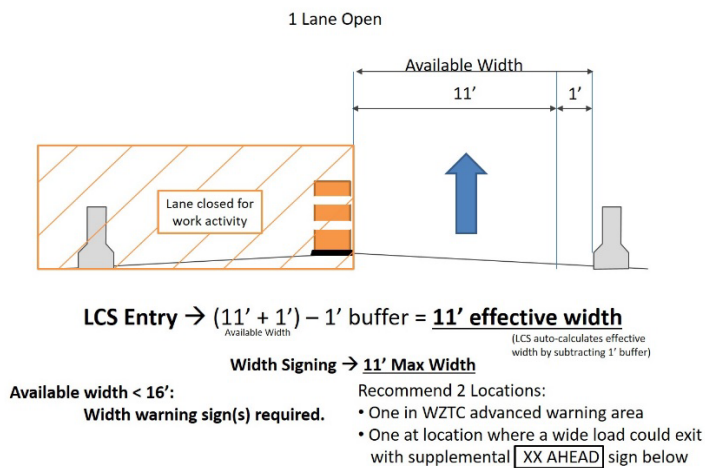 1 Lane Open
Available Width
11’
1’
Lane closed for
work activity
LCS Entry → (11’ + 1’) – 1’ buffer = 11’ effective width
Available Width
(LCS auto-calculates effective
width by subtracting 1’ buffer)
Width Signing → 11’ Max Width
Available width < 16’:
Width warning sign(s) required.
Recommend 2 Locations:
• One in WZTC advanced warning area
• One at location where a wide load could exit
with supplemental XX AHEAD sign below